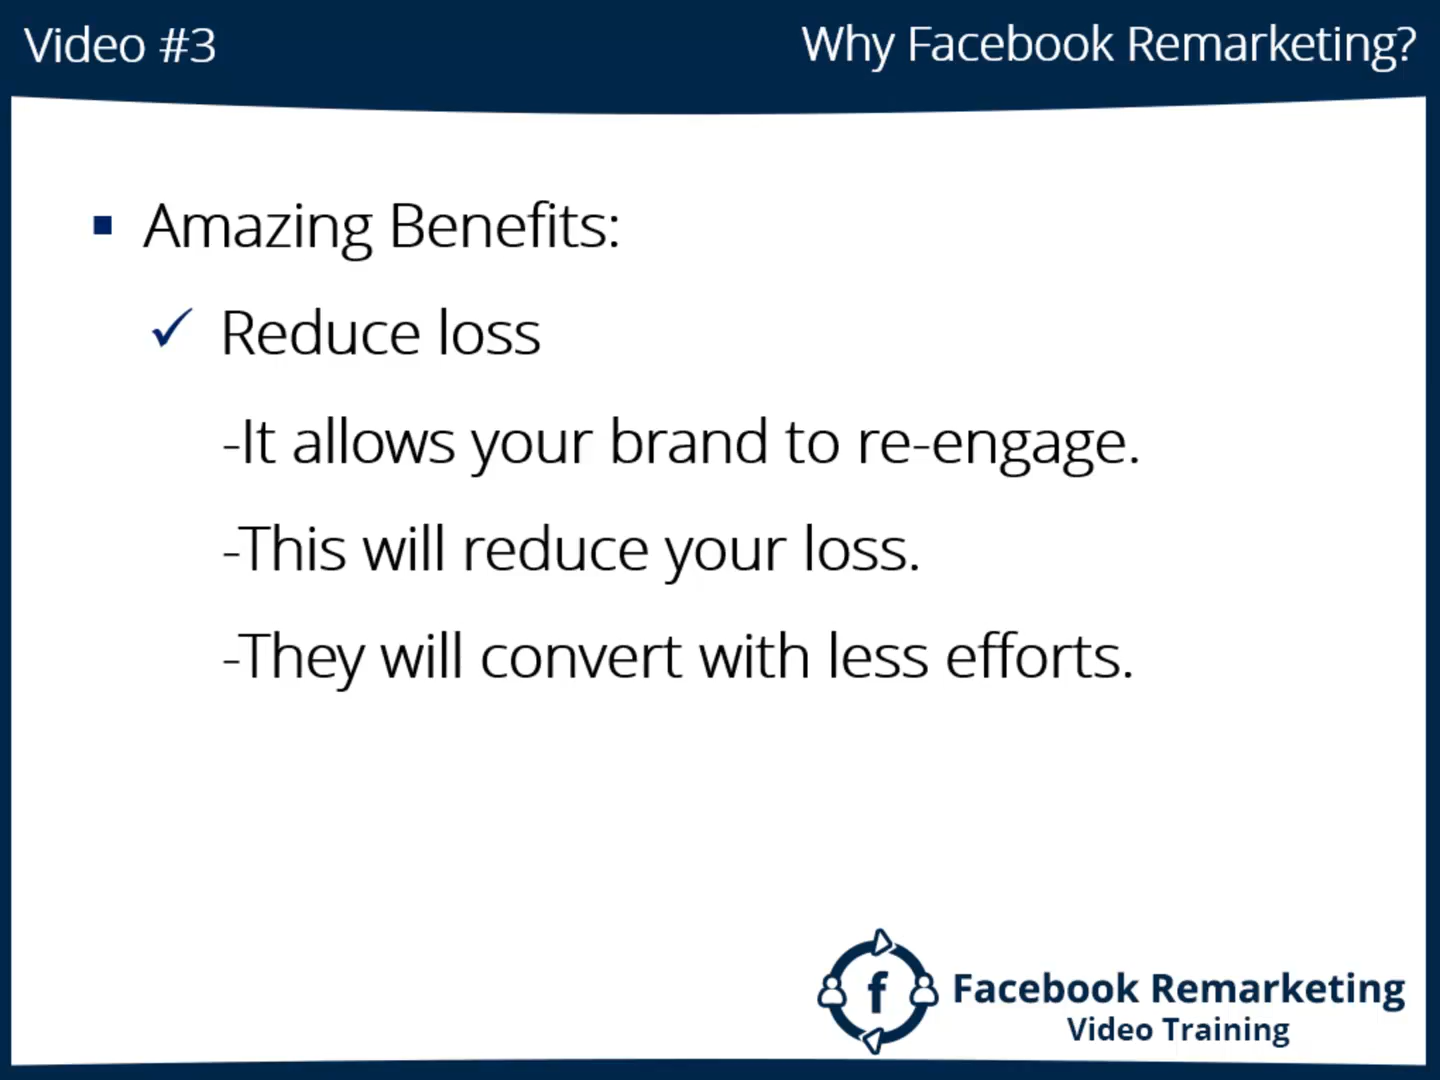 Video #3
Why Facebook Remarketing?
Amazing Benefits:
Reduce loss
-It allows your brand to re-engage.
-This will reduce your loss.
-They will convert with less efforts.
f
Facebook Remarketing
Video Training